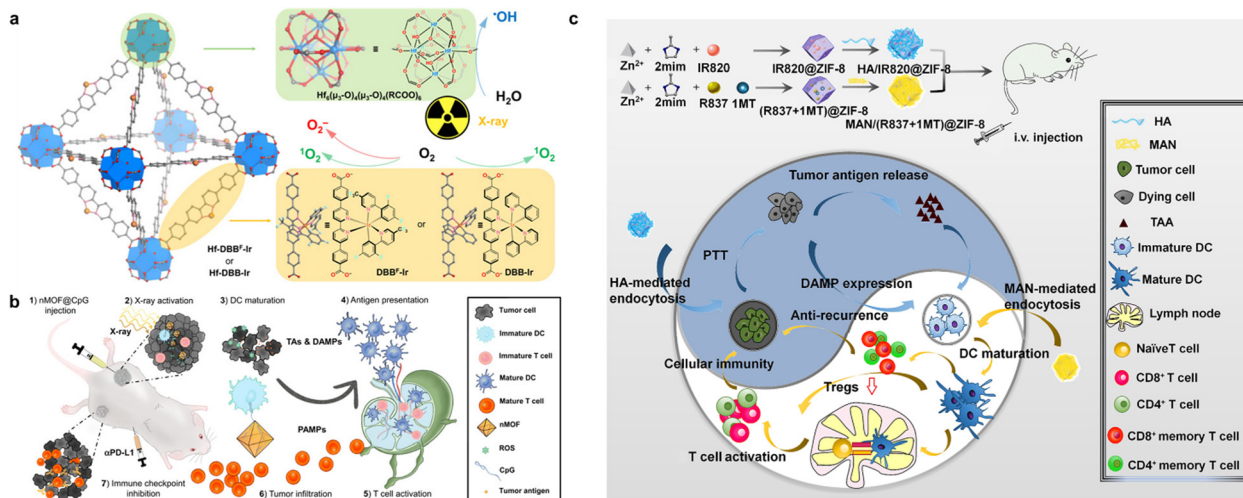 a
Hf₆(μ₃-O)₄(μ₃-O)₄(RCOO)₆
•OH
H₂O
X-ray
O₂⁻
¹O₂
O₂
¹O₂
Hf-DBBᶠ-Ir
or
Hf-DBB-Ir
DBBᶠ-Ir
or
DBB-Ir
b
1) nMOF@CpG
injection
2) X-ray activation
3) DC maturation
4) Antigen presentation
X-ray
TAs & DAMPs
PAMPs
αPD-L1
7) Immune checkpoint
inhibition
6) Tumor infiltration
5) T cell activation
Tumor cell
Immature DC
Immature T cell
Mature DC
Mature T cell
nMOF
ROS
CpG
Tumor antigen
c
Zn²⁺ + 2mim + IR820
IR820@ZIF-8
HA/IR820@ZIF-8
Zn²⁺ + 2mim + R837 1MT
(R837+1MT)@ZIF-8
MAN/(R837+1MT)@ZIF-8
i.v. injection
Tumor antigen release
PTT
DAMP expression
HA-mediated
endocytosis
MAN-mediated
endocytosis
Anti-recurrence
Cellular immunity
DC maturation
Tregs
T cell activation
HA
MAN
Tumor cell
Dying cell
TAA
Immature DC
Mature DC
Lymph node
NaïveT cell
CD8⁺ T cell
CD4⁺ T cell
CD8⁺ memory T cell
CD4⁺ memory T cell